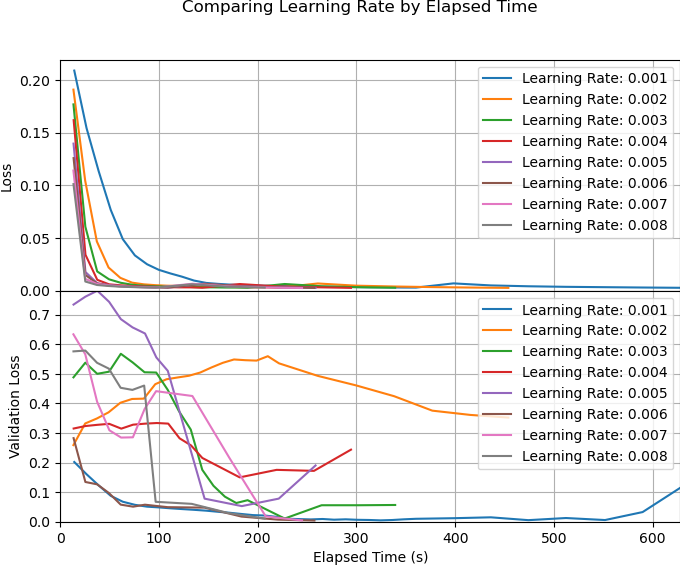 Comparing Learning Rate by Elapsed Time
Loss
0.20
0.15
0.10
0.05
0.00
Learning Rate: 0.001
Learning Rate: 0.002
Learning Rate: 0.003
Learning Rate: 0.004
Learning Rate: 0.005
Learning Rate: 0.006
Learning Rate: 0.007
Learning Rate: 0.008
Validation Loss
0.7
0.6
0.5
0.4
0.3
0.2
0.1
0.0
Learning Rate: 0.001
Learning Rate: 0.002
Learning Rate: 0.003
Learning Rate: 0.004
Learning Rate: 0.005
Learning Rate: 0.006
Learning Rate: 0.007
Learning Rate: 0.008
0 100 200 300 400 500 600
Elapsed Time (s)